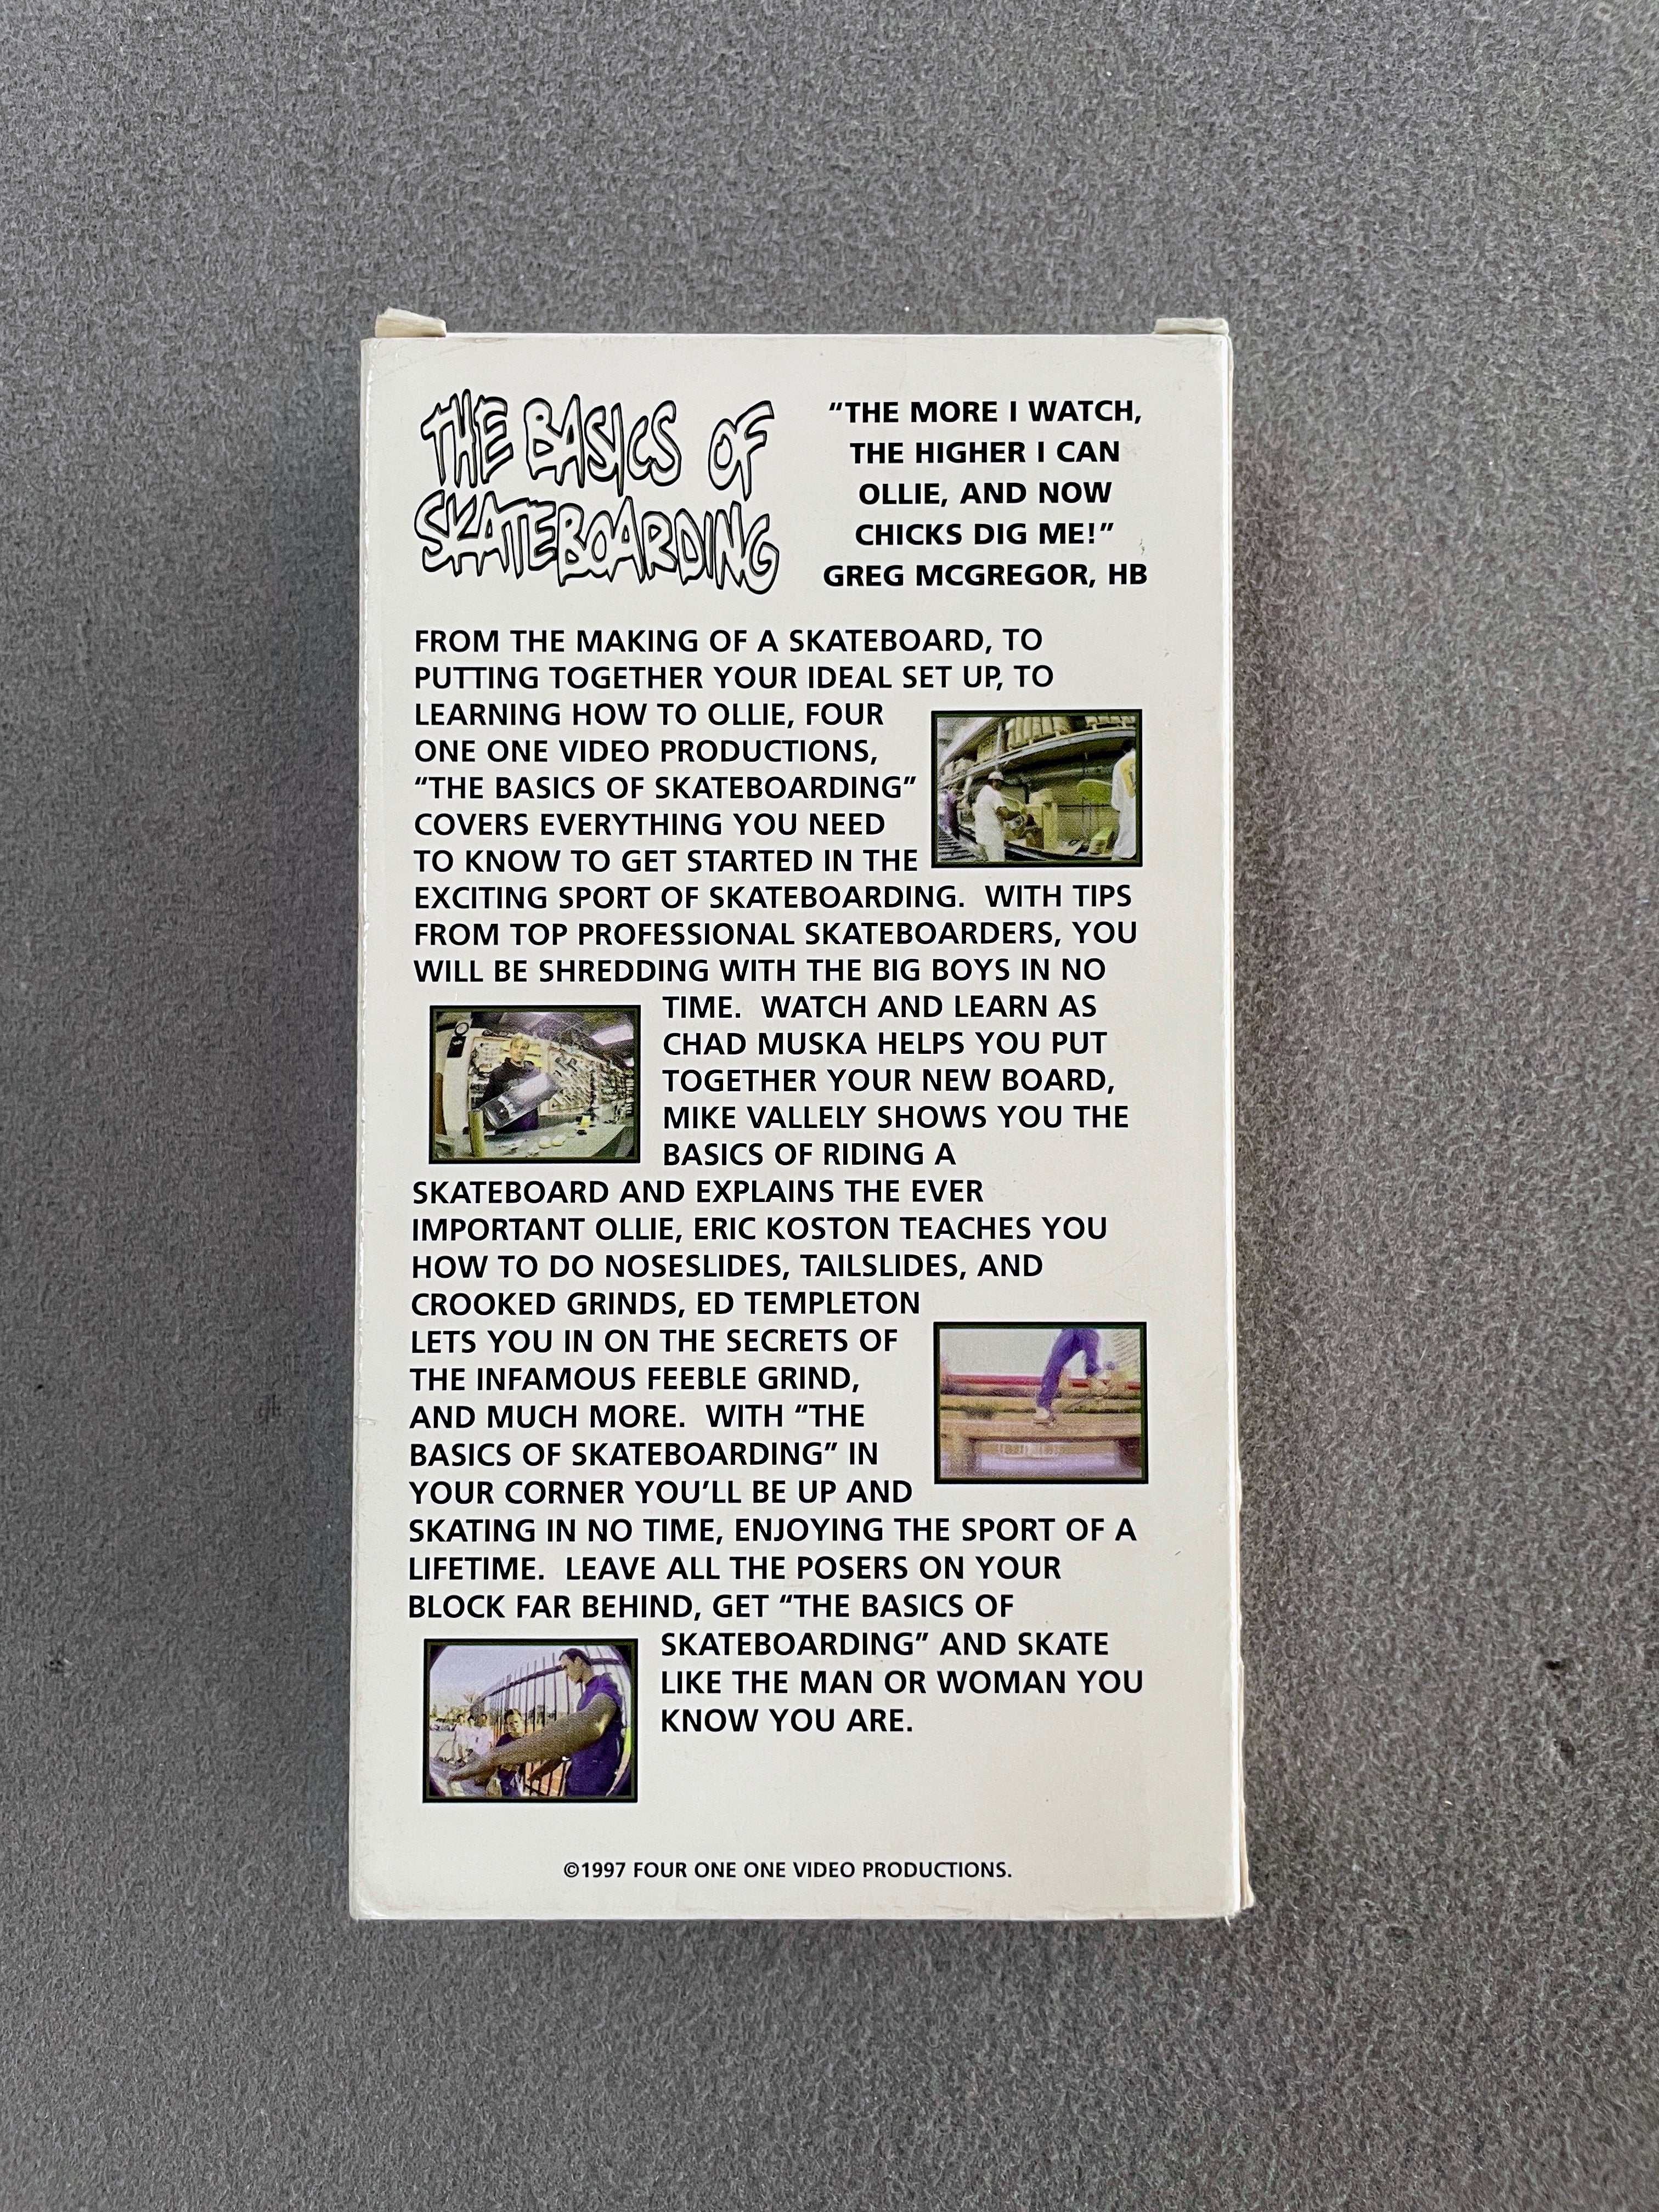 THE BASICS OF
SKATEBOARDING
“THE MORE I WATCH,
THE HIGHER I CAN
OLLIE, AND NOW
CHICKS DIG ME!”
GREG MCGREGOR, HB
FROM THE MAKING OF A SKATEBOARD, TO
PUTTING TOGETHER YOUR IDEAL SET UP, TO
LEARNING HOW TO OLLIE, FOUR
ONE ONE VIDEO PRODUCTIONS,
“THE BASICS OF SKATEBOARDING”
COVERS EVERYTHING YOU NEED
TO KNOW TO GET STARTED IN THE
EXCITING SPORT OF SKATEBOARDING.  WITH TIPS
FROM TOP PROFESSIONAL SKATEBOARDERS, YOU
WILL BE SHREDDING WITH THE BIG BOYS IN NO
TIME.  WATCH AND LEARN AS
CHAD MUSKA HELPS YOU PUT
TOGETHER YOUR NEW BOARD,
MIKE VALLELY SHOWS YOU THE
BASICS OF RIDING A
SKATEBOARD AND EXPLAINS THE EVER
IMPORTANT OLLIE, ERIC KOSTON TEACHES YOU
HOW TO DO NOSESLIDES, TAILSLIDES, AND
CROOKED GRINDS, ED TEMPLETON
LETS YOU IN ON THE SECRETS OF
THE INFAMOUS FEEBLE GRIND,
AND MUCH MORE.  WITH “THE
BASICS OF SKATEBOARDING” IN
YOUR CORNER YOU’LL BE UP AND
SKATING IN NO TIME, ENJOYING THE SPORT OF A
LIFETIME.  LEAVE ALL THE POSERS ON YOUR
BLOCK FAR BEHIND, GET “THE BASICS OF
SKATEBOARDING” AND SKATE
LIKE THE MAN OR WOMAN YOU
KNOW YOU ARE.
©1997 FOUR ONE ONE VIDEO PRODUCTIONS.